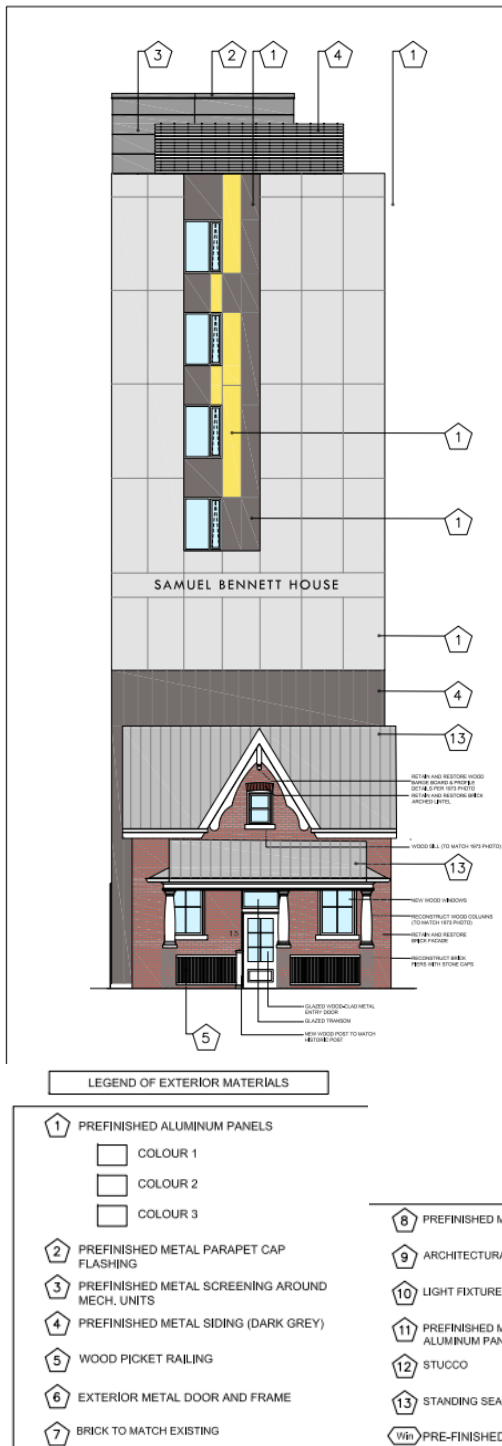 3
2
1
4
1
1
1
SAMUEL BENNETT HOUSE
1
4
13
RETAIN AND RESTORE WOOD
BARGE BOARD & PROFILE
DETAILS PER 1973 PHOTO
RETAIN AND RESTORE BRICK
ARCHED LINTEL
WOOD SILL (TO MATCH 1973 PHOTO)
13
NEW WOOD WINDOWS
RECONSTRUCT WOOD COLUMNS
(TO MATCH 1973 PHOTO)
RETAIN AND RESTORE
BRICK FACADE
15
RECONSTRUCT BRICK
PIERS WITH STONE CAPS
GLAZED WOOD-CLAD METAL
ENTRY DOOR
GLAZED TRANSOM
NEW WOOD POST TO MATCH
HISTORIC POST
5
LEGEND OF EXTERIOR MATERIALS
1 PREFINISHED ALUMINUM PANELS
COLOUR 1
COLOUR 2
COLOUR 3
2 PREFINISHED METAL PARAPET CAP
FLASHING
3 PREFINISHED METAL SCREENING AROUND
MECH. UNITS
4 PREFINISHED METAL SIDING (DARK GREY)
5 WOOD PICKET RAILING
6 EXTERIOR METAL DOOR AND FRAME
7 BRICK TO MATCH EXISTING
8 PREFINISHED M
9 ARCHITECTURA
10 LIGHT FIXTURE
11 PREFINISHED M
ALUMINUM PAN
12 STUCCO
13 STANDING SEA
Win PRE-FINISHED